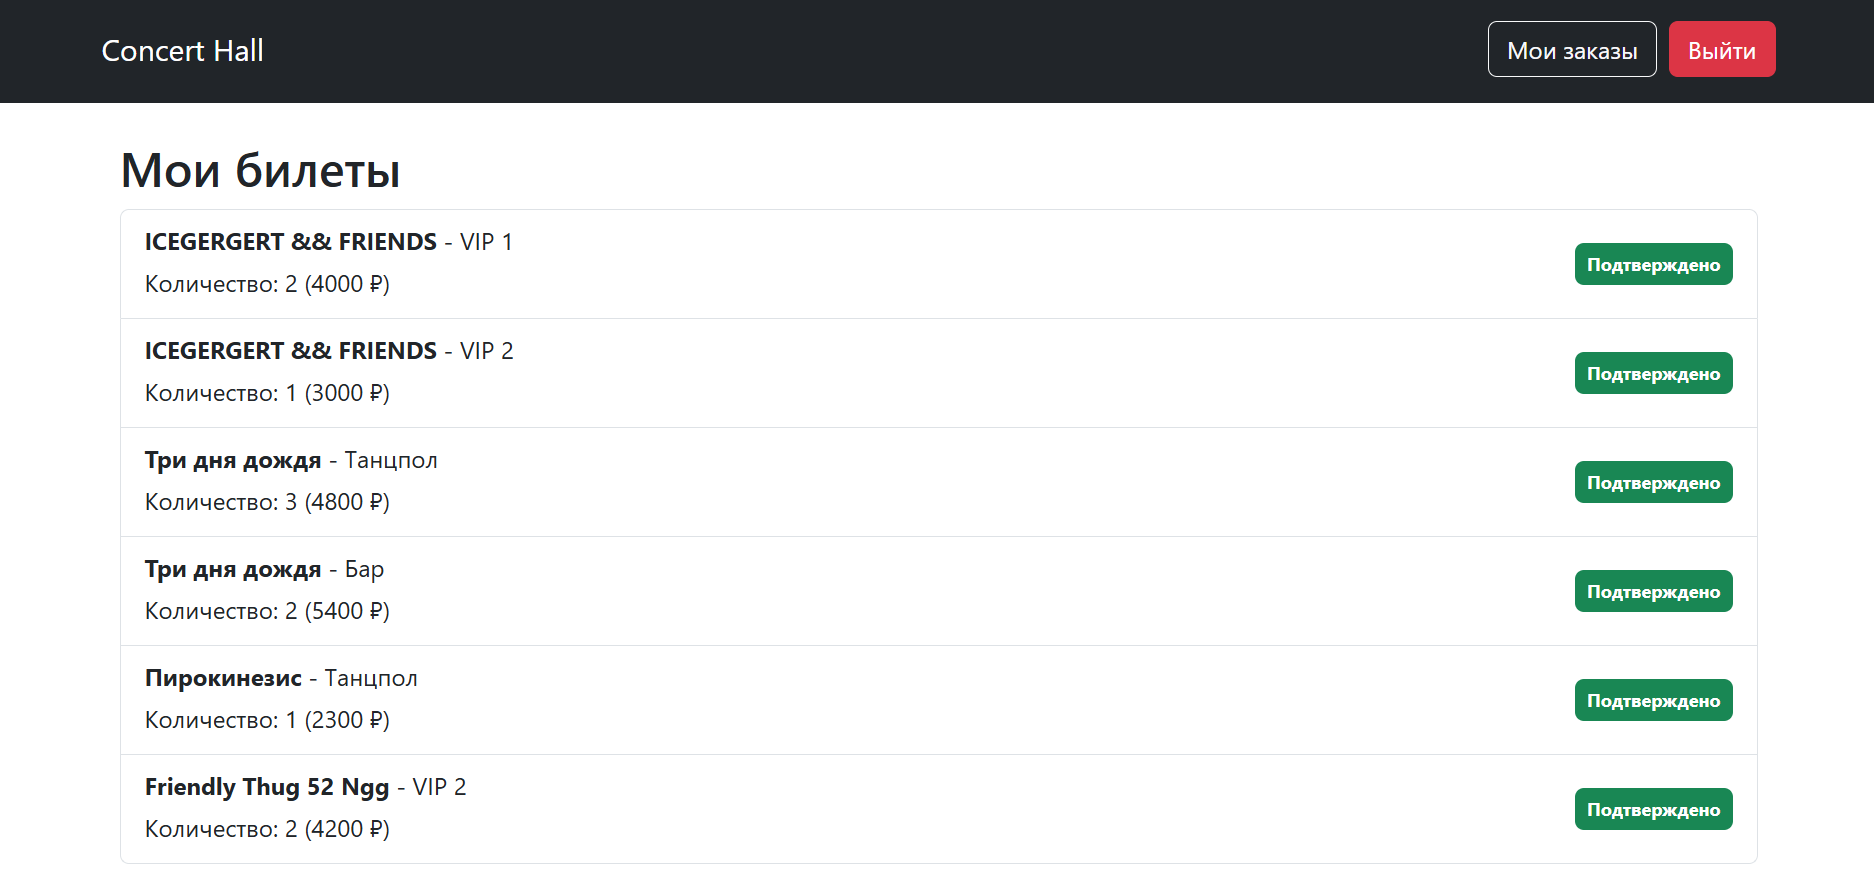 Concert Hall
Мои заказы
Выйти
Мои билеты
ICEGERGERT && FRIENDS - VIP 1
Количество: 2 (4000 ₽)
Подтверждено
ICEGERGERT && FRIENDS - VIP 2
Количество: 1 (3000 ₽)
Подтверждено
Три дня дождя - Танцпол
Количество: 3 (4800 ₽)
Подтверждено
Три дня дождя - Бар
Количество: 2 (5400 ₽)
Подтверждено
Пирокинезис - Танцпол
Количество: 1 (2300 ₽)
Подтверждено
Friendly Thug 52 Ngg - VIP 2
Количество: 2 (4200 ₽)
Подтверждено